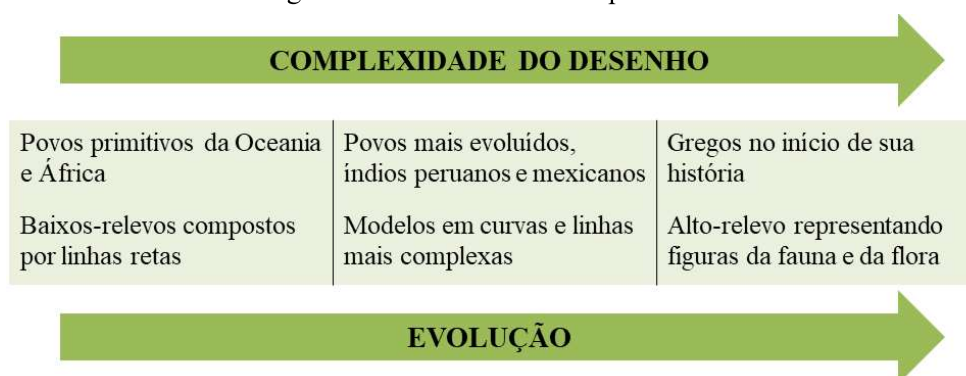 COMPLEXIDADE DO DESENHO
Povos primitivos da Oceania
e África
Baixos-relevos compostos
por linhas retas
Povos mais evoluídos,
índios peruanos e mexicanos
Modelos em curvas e linhas
mais complexas
Gregos no início de sua
história
Alto-relevo representando
figuras da fauna e da flora
EVOLUÇÃO